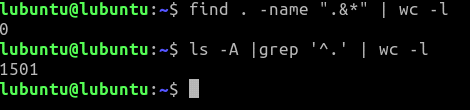 lubuntu@lubuntu:~$ find . -name ".&*" | wc -l
0
lubuntu@lubuntu:~$ ls -A |grep '^.' | wc -l
1501
lubuntu@lubuntu:~$